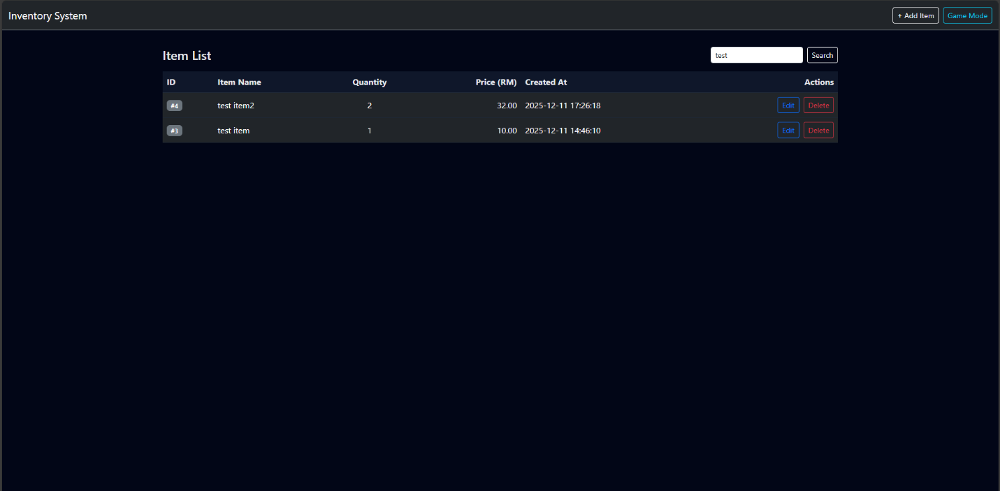 Inventory System
+ Add Item
Game Mode
Item List
test
Search
ID Item Name Quantity Price (RM) Created At Actions
#4 test item2 2 32.00 2025-12-11 17:26:18 Edit Delete
#3 test item 1 10.00 2025-12-11 14:46:10 Edit Delete